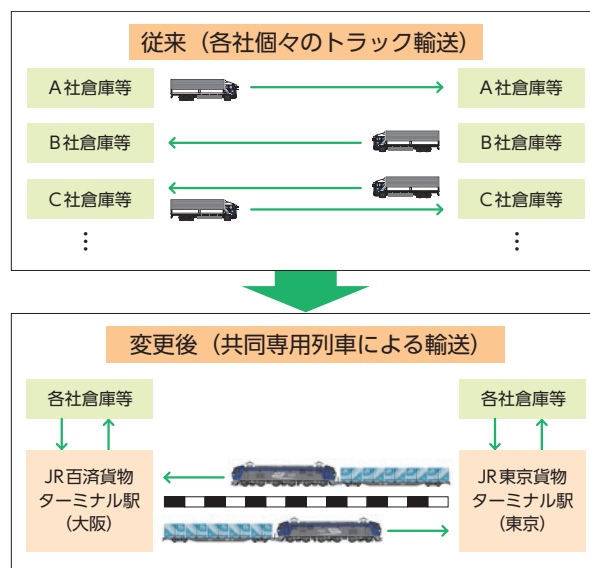 従来（各社個々のトラック輸送）
A社倉庫等
A社倉庫等
B社倉庫等
B社倉庫等
C社倉庫等
C社倉庫等
⋮
⋮
変更後（共同専用列車による輸送）
各社倉庫等
各社倉庫等
JR百済貨物
ターミナル駅
（大阪）
JR東京貨物
ターミナル駅
（東京）